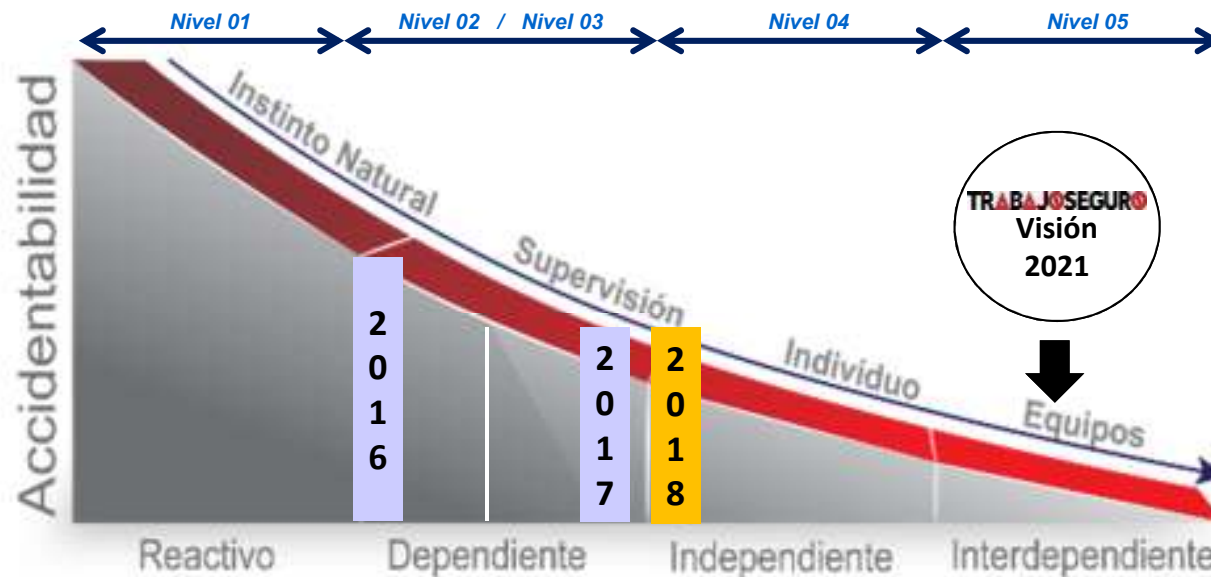 Nivel 01
Nivel 02 / Nivel 03
Nivel 04
Nivel 05
Accidentabilidad
Instinto Natural
Supervisión
Individuo
Equipos
TRABAJOSEGURO
Visión
2021
2016
2017
2018
Reactivo
Dependiente
Independiente
Interdependiente